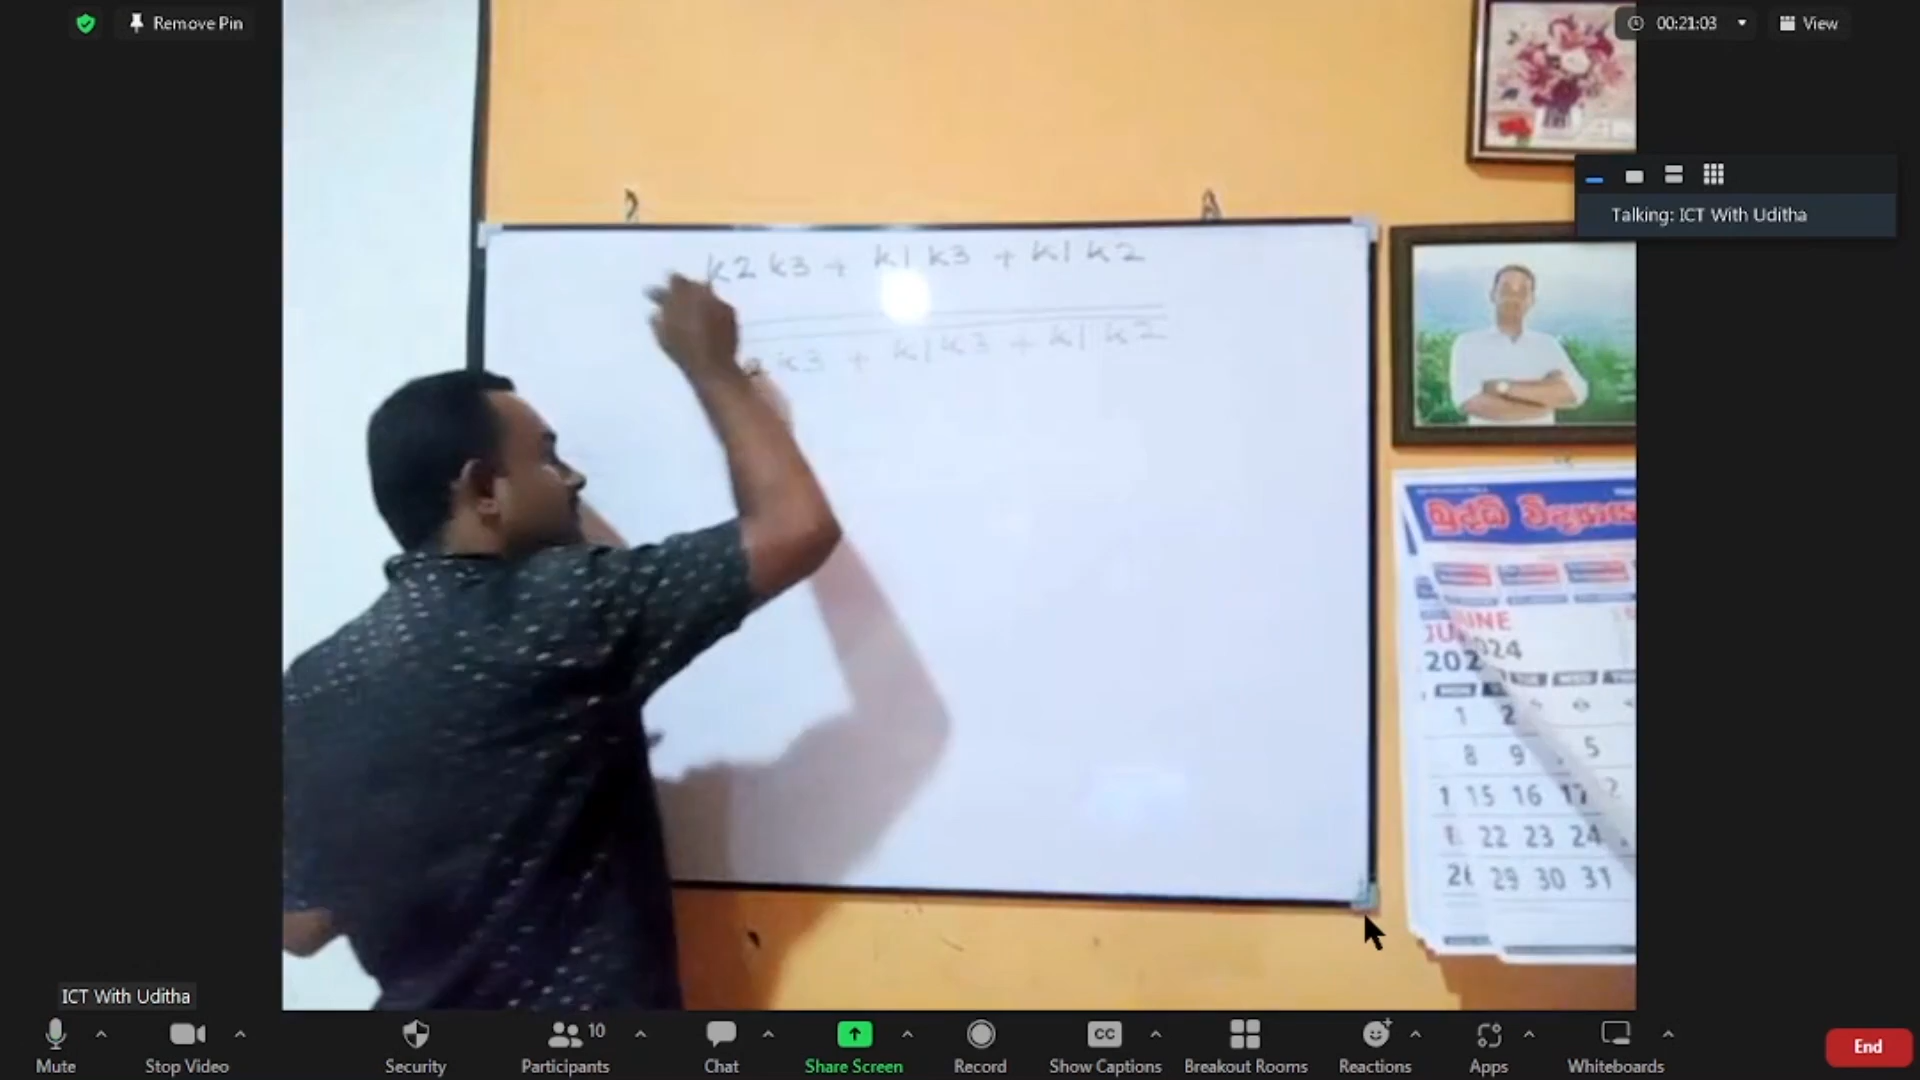 Remove Pin
00:21:03
View
Talking: ICT With Uditha
k2 k3 + k1 k3 + k1 k2
k3 + k1 k3 + k1 k2
JUNE
2024
1 2
8 9 5
1 15 16 17 2
22 23 24
29 30 31
ICT With Uditha
Mute
Stop Video
Security
Participants 10
Chat
Share Screen
Record
CC
Show Captions
Breakout Rooms
Reactions
Apps
Whiteboards
End